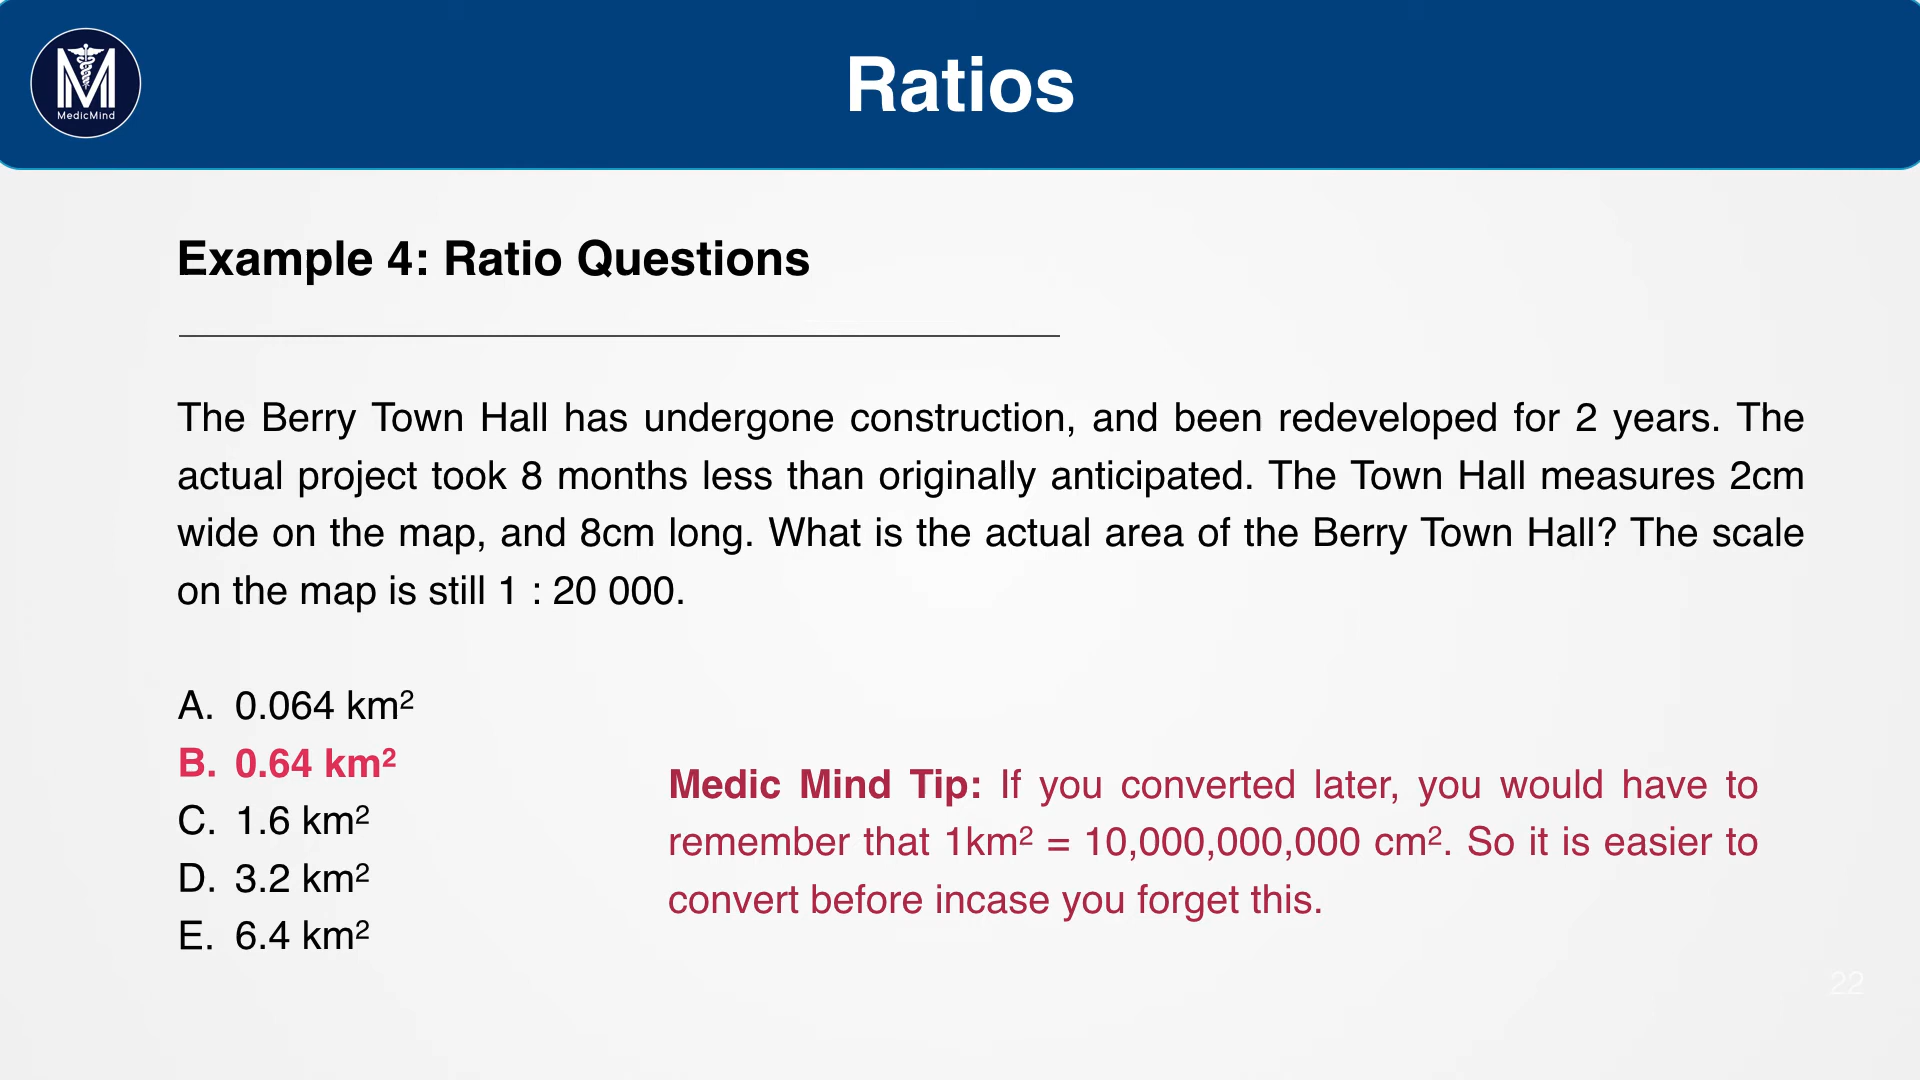 MedicMind
Ratios
Example 4: Ratio Questions
The Berry Town Hall has undergone construction, and been redeveloped for 2 years. The
actual project took 8 months less than originally anticipated. The Town Hall measures 2cm
wide on the map, and 8cm long. What is the actual area of the Berry Town Hall? The scale
on the map is still 1 : 20 000.
A. 0.064 km²
B. 0.64 km²
C. 1.6 km²
D. 3.2 km²
E. 6.4 km²
Medic Mind Tip: If you converted later, you would have to
remember that 1km² = 10,000,000,000 cm². So it is easier to
convert before incase you forget this.
22